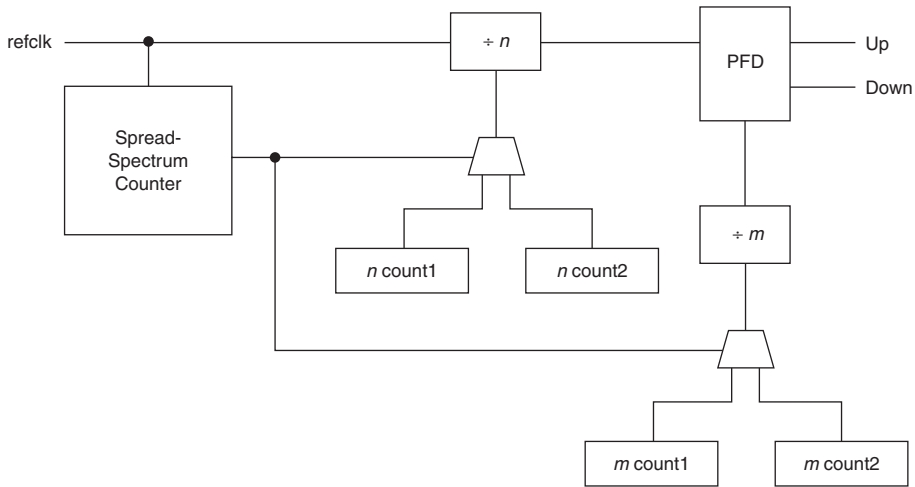 refclk
÷ n
PFD
Up
Down
Spread-
Spectrum
Counter
n count1
n count2
÷ m
m count1
m count2